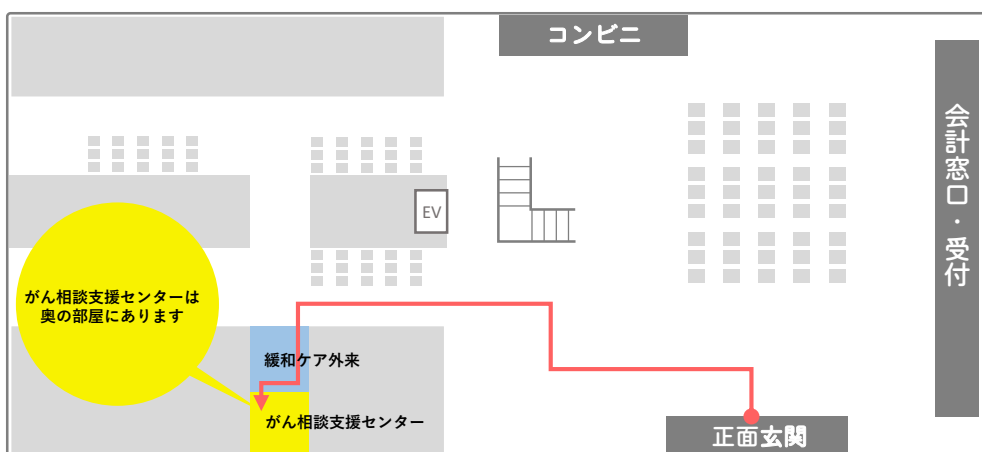 コンビニ
会計窓口・受付
EV
がん相談支援センターは
奥の部屋にあります
緩和ケア外来
がん相談支援センター
正面玄関